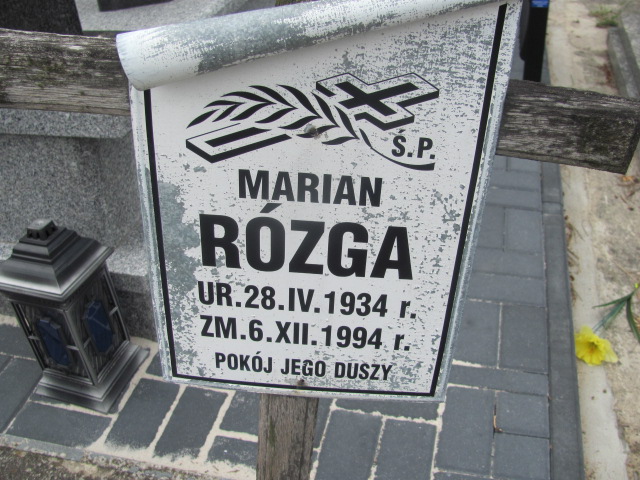 Ś.P.
MARIAN
RÓZGA
UR.28.IV.1934 r.
ZM.6.XII.1994 r.
POKÓJ JEGO DUSZY